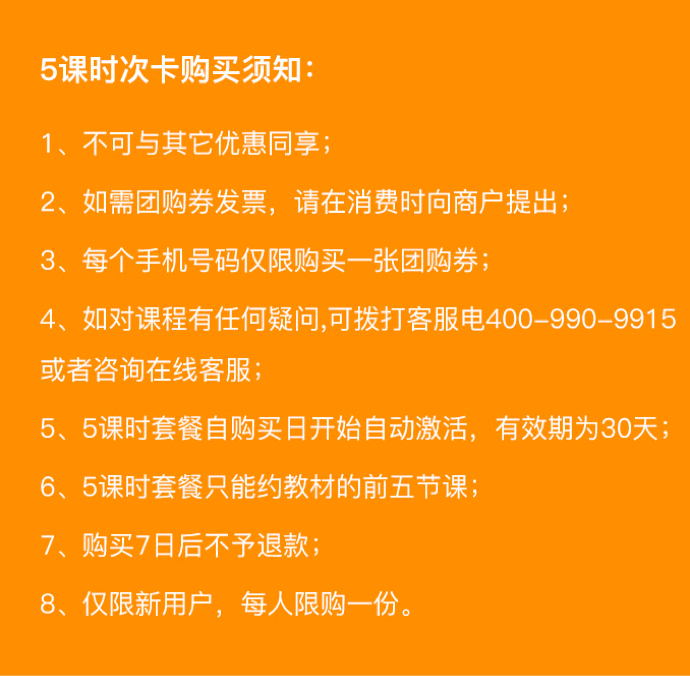 5课时次卡购买须知：
1、不可与其它优惠同享；
2、如需团购券发票，请在消费时向商户提出；
3、每个手机号码仅限购买一张团购券；
4、如对课程有任何疑问,可拨打客服电400-990-9915
或者咨询在线客服；
5、5课时套餐自购买日开始自动激活，有效期为30天；
6、5课时套餐只能约教材的前五节课；
7、购买7日后不予退款；
8、仅限新用户，每人限购一份。